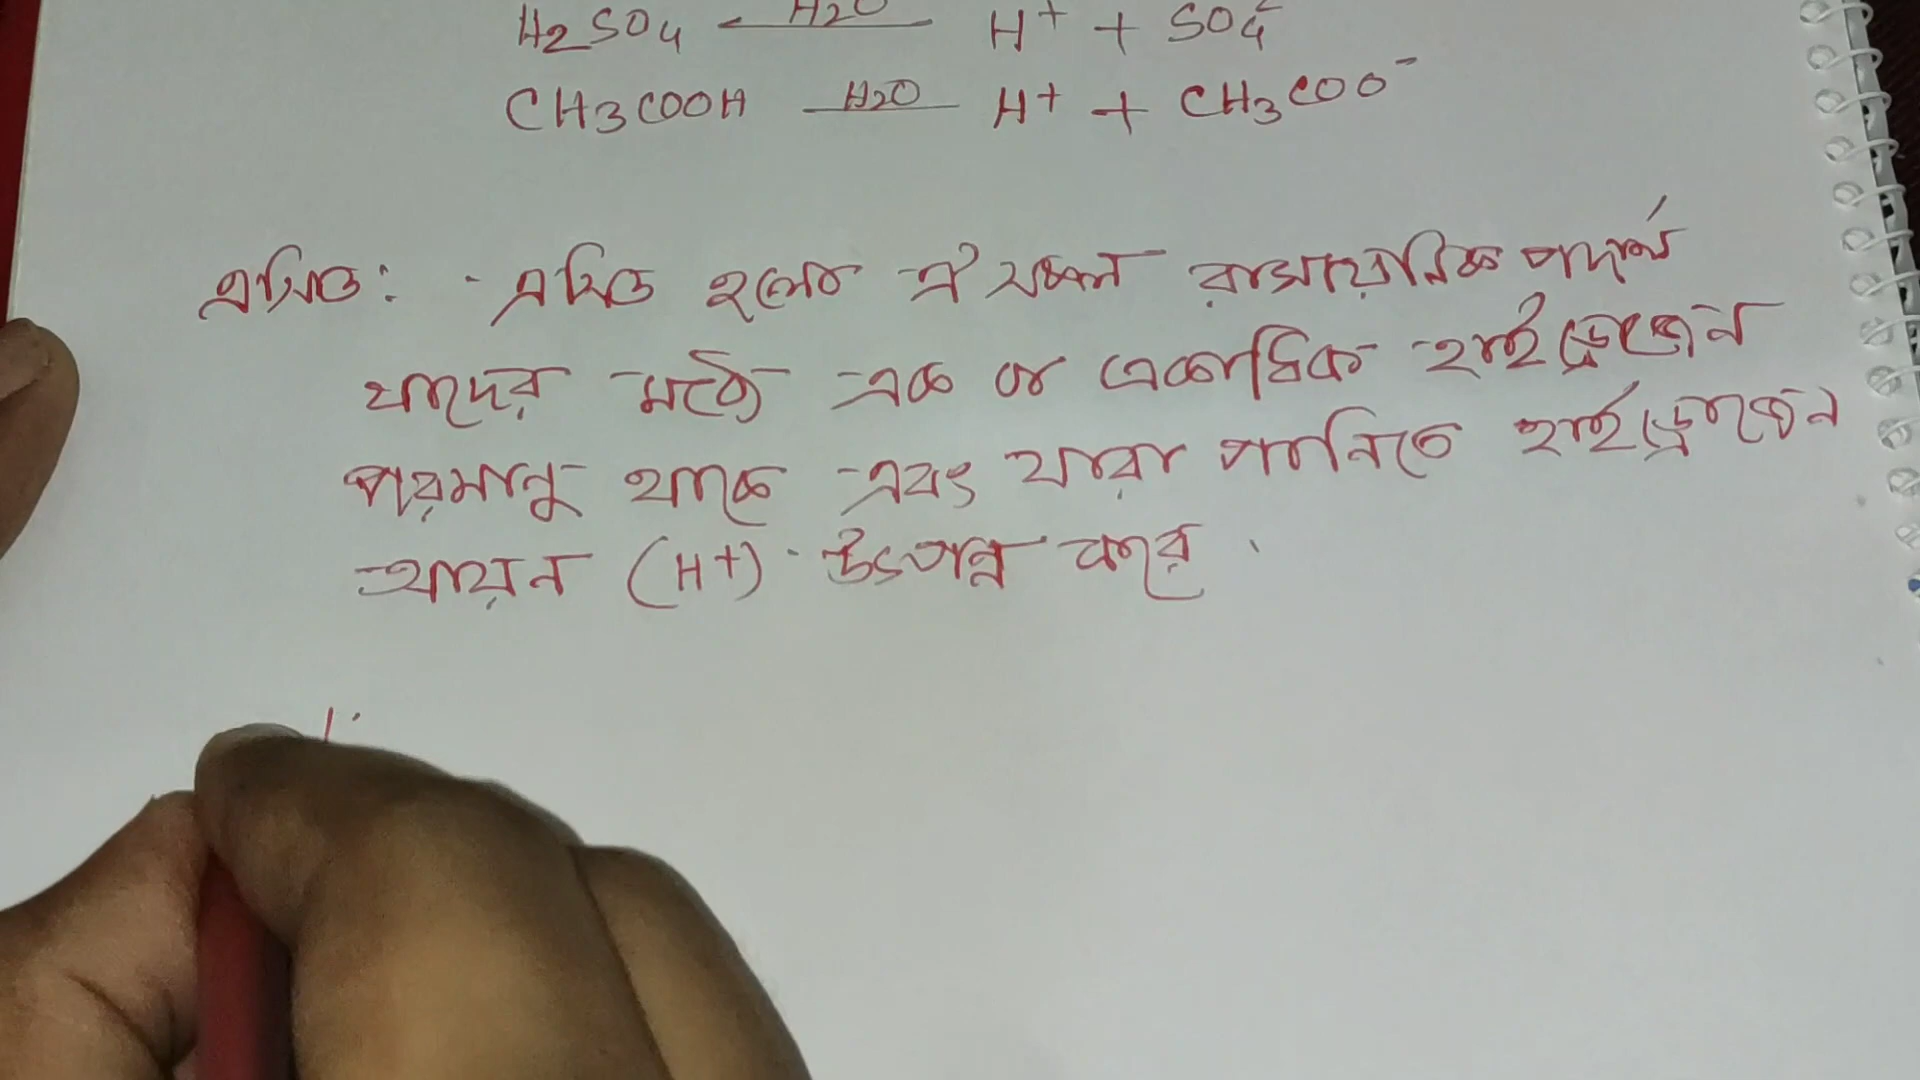 H2SO4 H2O H+ + SO4-
CH3COOH H2O H+ + CH3COO-
এসিড: - এসিড হলো ঐ সকল রাসায়নিক পদার্থ
যাদের মধ্যে এক বা একাধিক হাইড্রোজেন
পরমানু থাকে এবং যারা পানিতে হাইড্রোজেন
আয়ন (H+) উৎপন্ন করে .